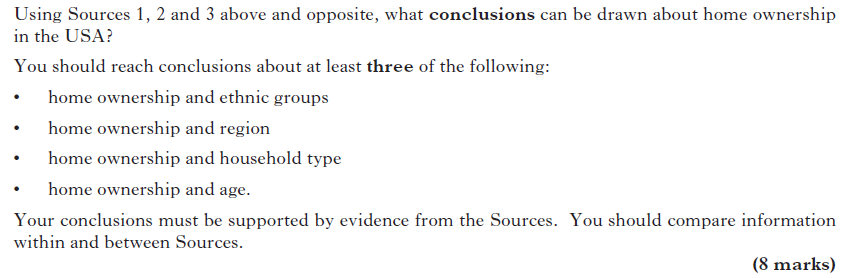 Using Sources 1, 2 and 3 above and opposite, what conclusions can be drawn about home ownership
in the USA?
You should reach conclusions about at least three of the following:
• home ownership and ethnic groups
• home ownership and region
• home ownership and household type
• home ownership and age.
Your conclusions must be supported by evidence from the Sources. You should compare information
within and between Sources.
(8 marks)